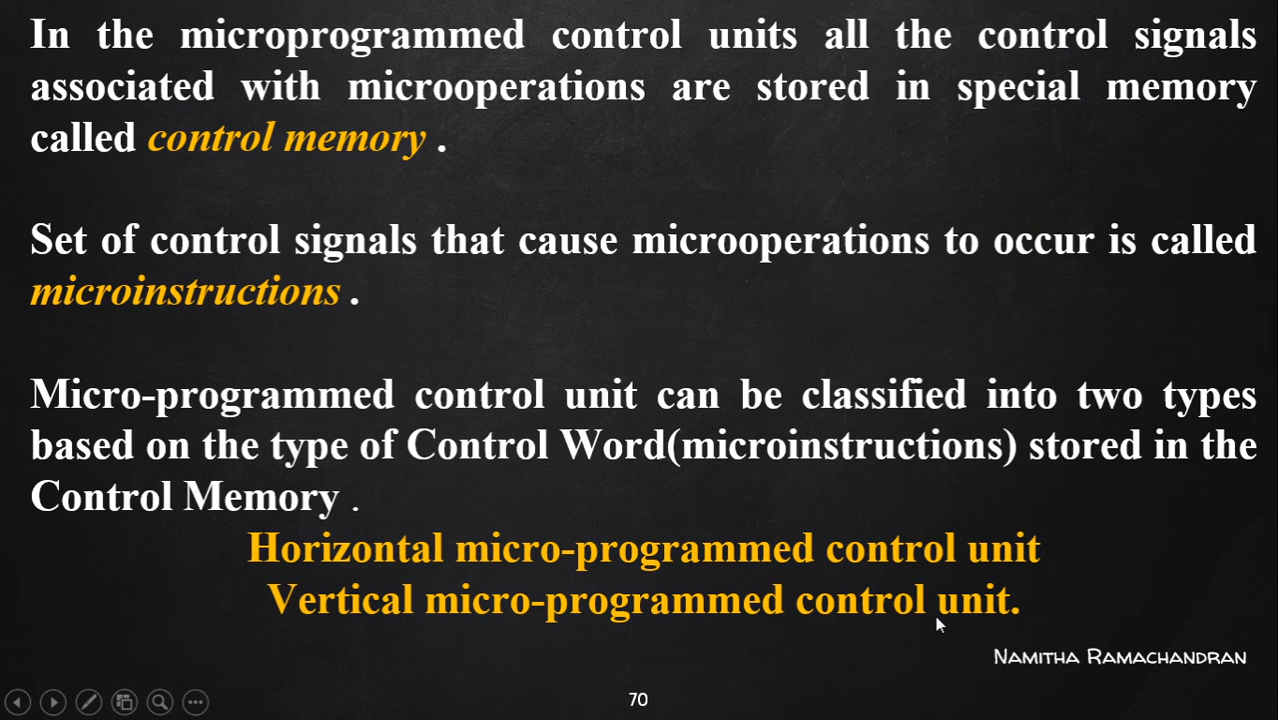 In the microprogrammed control units all the control signals
associated with microoperations are stored in special memory
called control memory .
Set of control signals that cause microoperations to occur is called
microinstructions .
Micro-programmed control unit can be classified into two types
based on the type of Control Word(microinstructions) stored in the
Control Memory .
Horizontal micro-programmed control unit
Vertical micro-programmed control unit.
Namitha Ramachandran
70